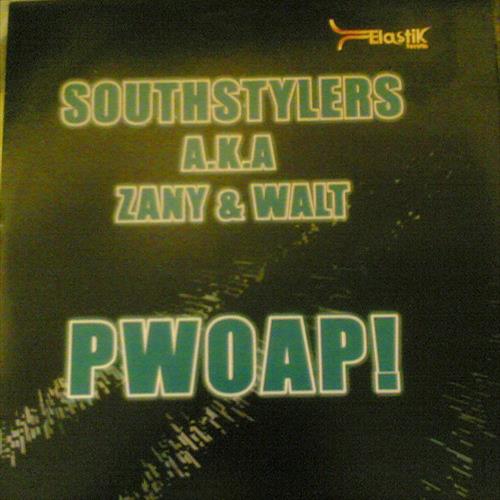 Elastik
SOUTHSTYLERS
A.K.A
ZANY & WALT
PWOAP!